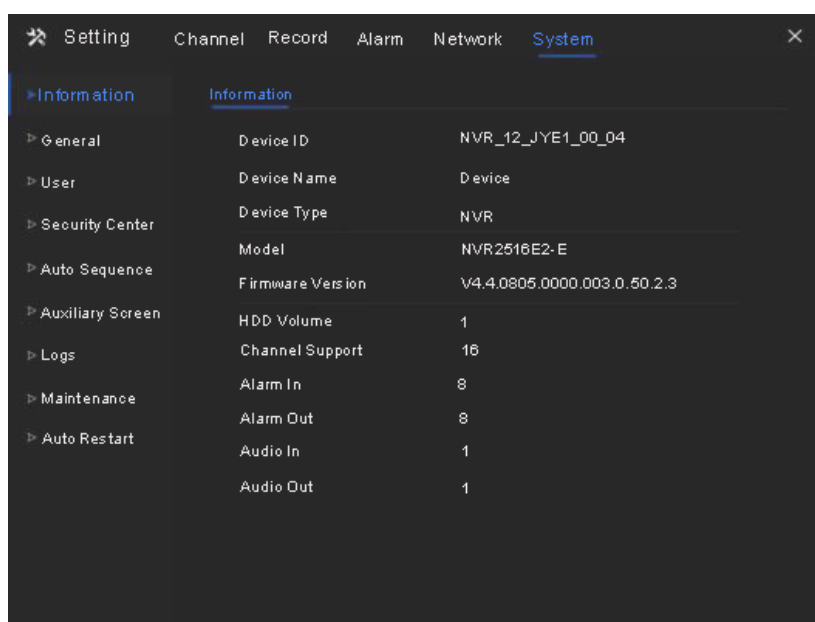 Setting Channel Record Alarm Network System
Information
General
User
Security Center
Auto Sequence
Auxiliary Screen
Logs
Maintenance
Auto Restart
Information
Device ID NVR_12_JYE1_00_04
Device Name Device
Device Type NVR
Model NVR2516E2-E
Firmware Version V4.4.0805.0000.003.0.50.2.3
HDD Volume 1
Channel Support 16
Alarm In 8
Alarm Out 8
Audio In 1
Audio Out 1